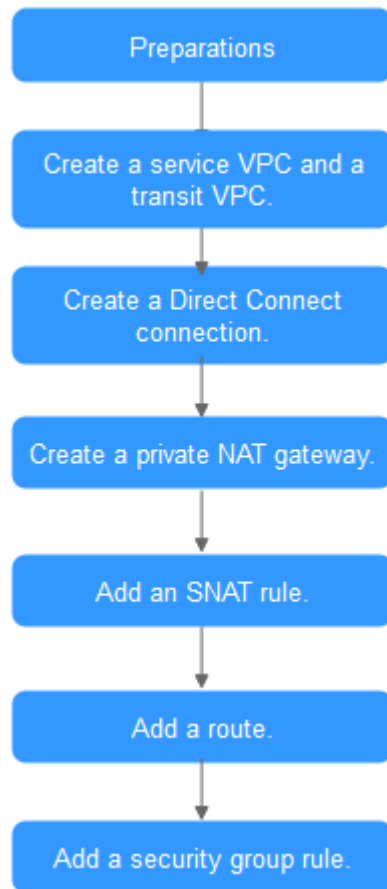 Preparations
Create a service VPC and a
transit VPC.
Create a Direct Connect
connection.
Create a private NAT gateway.
Add an SNAT rule.
Add a route.
Add a security group rule.